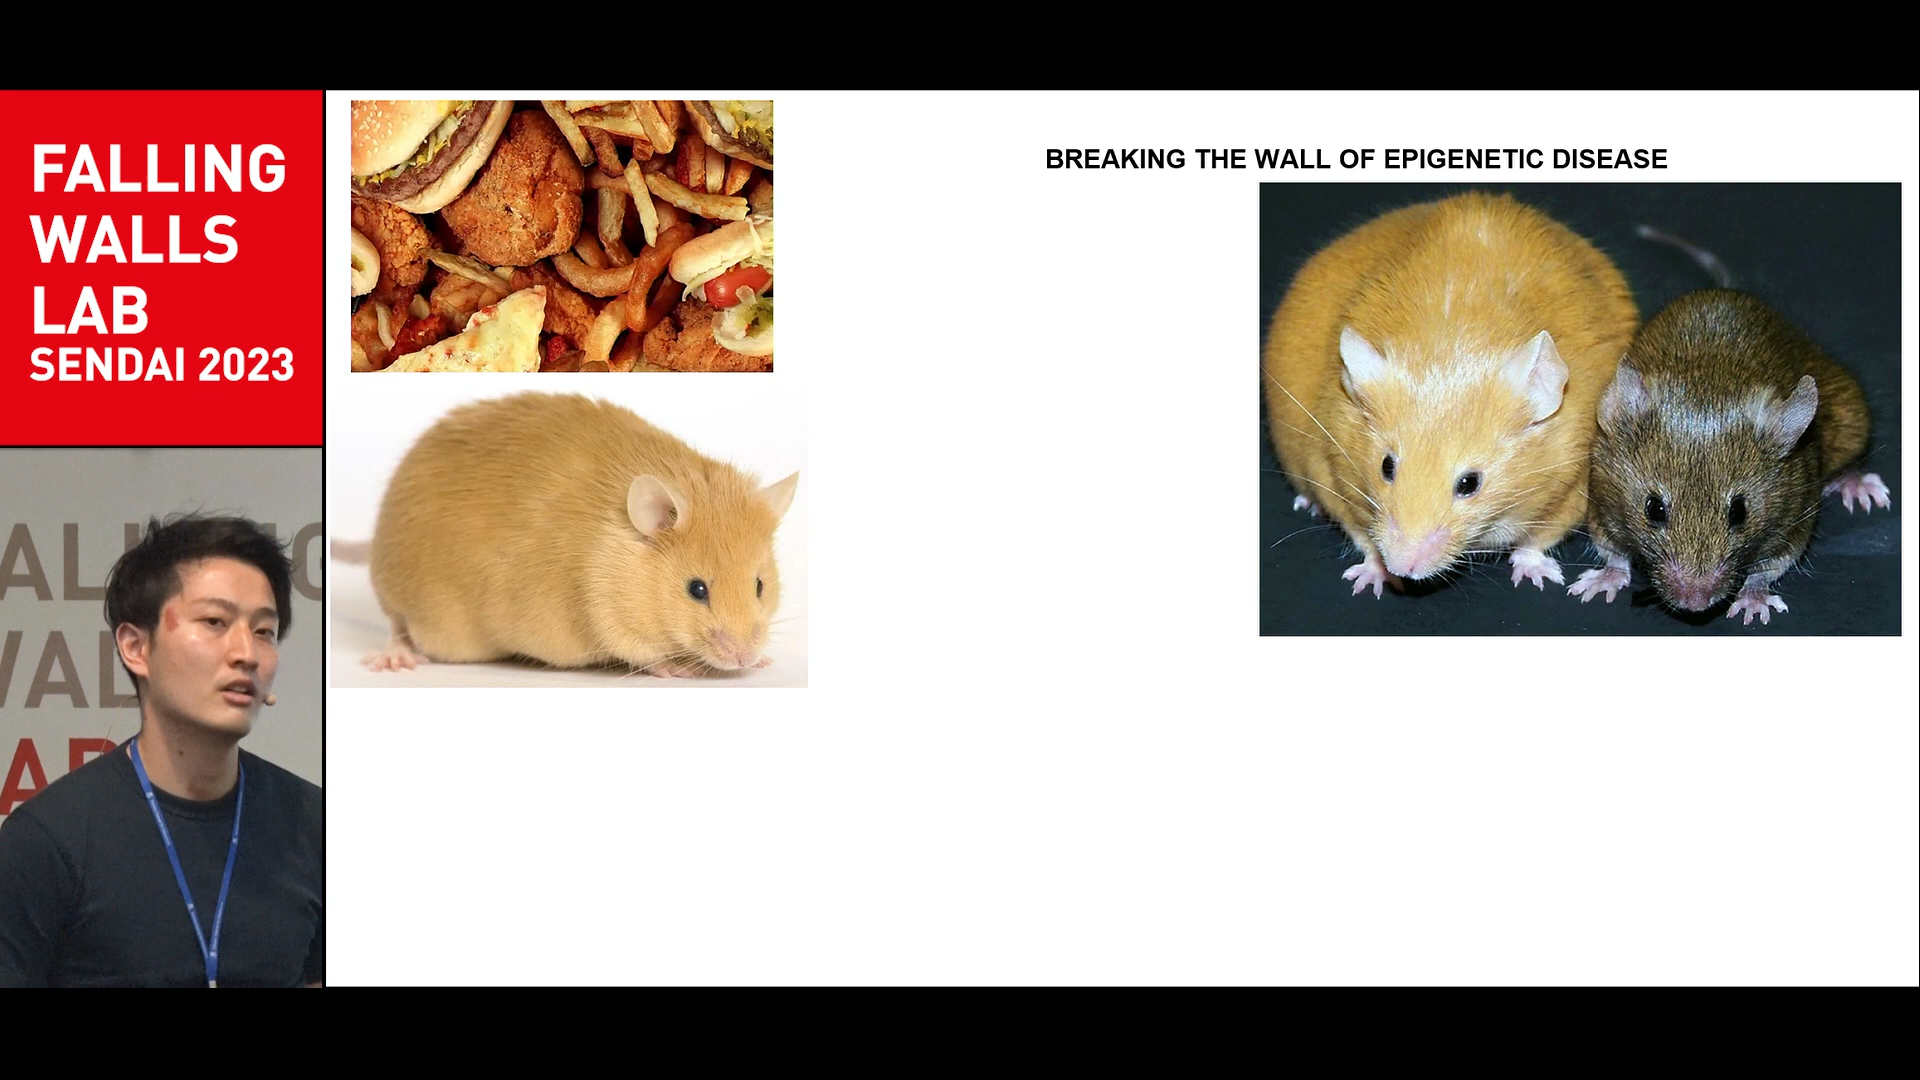 FALLING
WALLS
LAB
SENDAI 2023
BREAKING THE WALL OF EPIGENETIC DISEASE